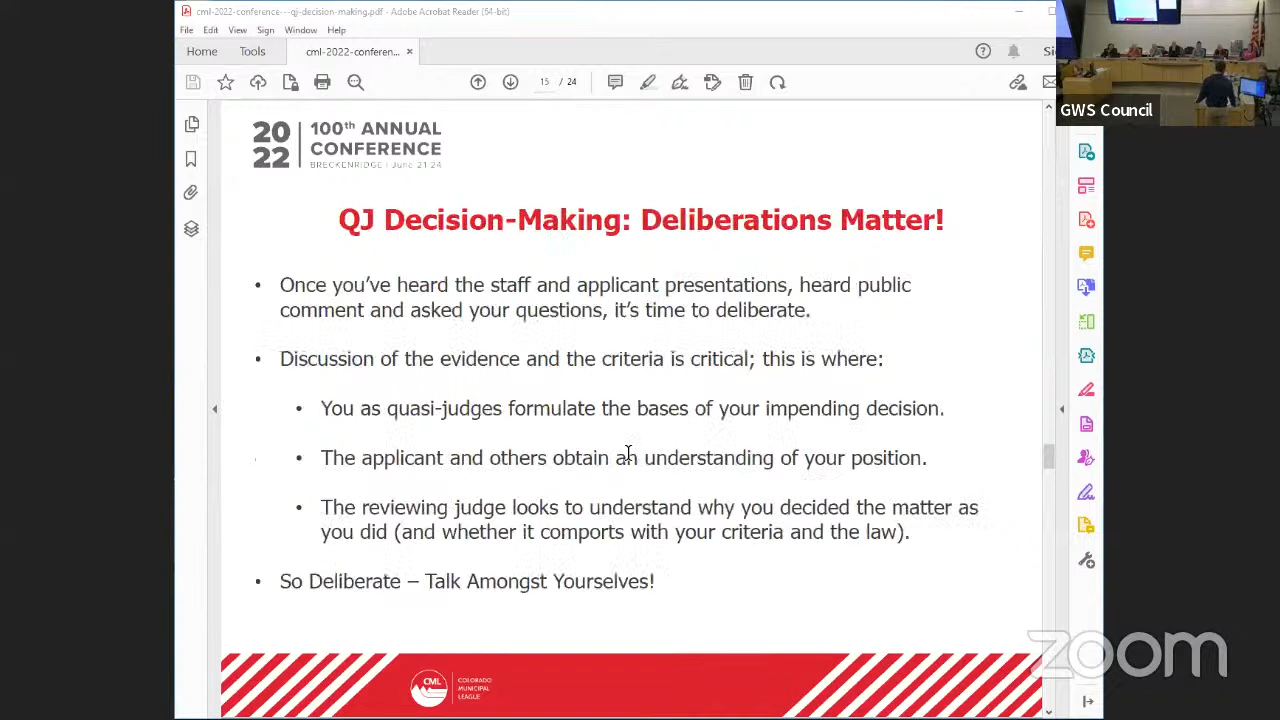 cml-2022-conference---qj-decision-making.pdf - Adobe Acrobat Reader (64-bit)
File Edit View Sign Window Help
Home Tools cml-2022-conferen... ×
15 / 24
GWS Council
20 22
100th ANNUAL
CONFERENCE
BRECKENRIDGE | June 21-24
QJ Decision-Making: Deliberations Matter!
• Once you've heard the staff and applicant presentations, heard public
comment and asked your questions, it's time to deliberate.
• Discussion of the evidence and the criteria is critical; this is where:
• You as quasi-judges formulate the bases of your impending decision.
• The applicant and others obtain an understanding of your position.
• The reviewing judge looks to understand why you decided the matter as
you did (and whether it comports with your criteria and the law).
• So Deliberate – Talk Amongst Yourselves!
zoom
CML
COLORADO
MUNICIPAL
LEAGUE